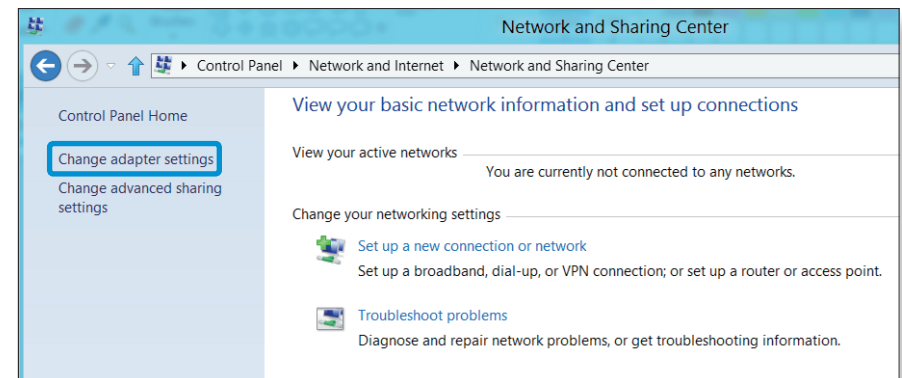 Network and Sharing Center
Control Panel ▸ Network and Internet ▸ Network and Sharing Center
Control Panel Home
Change adapter settings
Change advanced sharing
settings
View your basic network information and set up connections
View your active networks
You are currently not connected to any networks.
Change your networking settings
Set up a new connection or network
Set up a broadband, dial-up, or VPN connection; or set up a router or access point.
Troubleshoot problems
Diagnose and repair network problems, or get troubleshooting information.